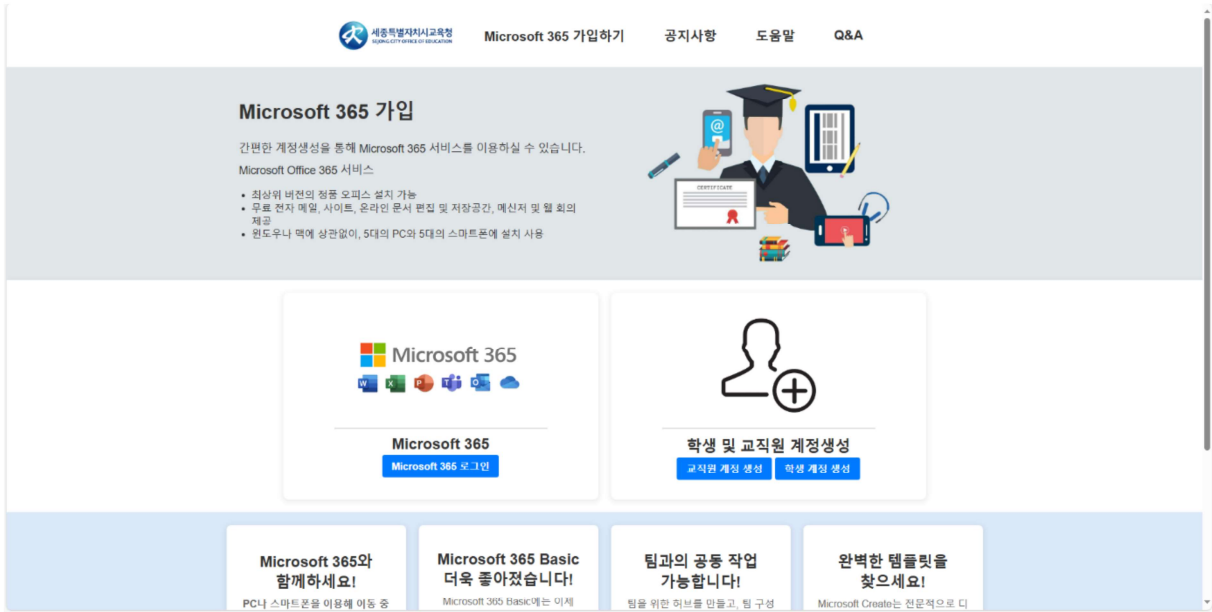 세종특별자치시교육청
SEJONG CITY OFFICE OF EDUCATION
Microsoft 365 가입하기
공지사항
도움말
Q&A
Microsoft 365 가입
간편한 계정생성을 통해 Microsoft 365 서비스를 이용하실 수 있습니다.
Microsoft Office 365 서비스
• 최상위 버전의 정품 오피스 설치 가능
• 무료 전자 메일, 사이트, 온라인 문서 편집 및 저장공간, 메신저 및 웹 회의
제공
• 윈도우나 맥에 상관없이, 5대의 PC와 5대의 스마트폰에 설치 사용
@
CERTIFICATE
Microsoft 365
Microsoft 365
Microsoft 365 로그인
학생 및 교직원 계정생성
교직원 계정 생성
학생 계정 생성
Microsoft 365와
함께하세요!
PC나 스마트폰을 이용해 이동 중
Microsoft 365 Basic
더욱 좋아졌습니다!
Microsoft 365 Basic에는 이제
팀과의 공동 작업
가능합니다!
팀을 위한 허브를 만들고, 팀 구성
완벽한 템플릿을
찾으세요!
Microsoft Create는 전문적으로 디